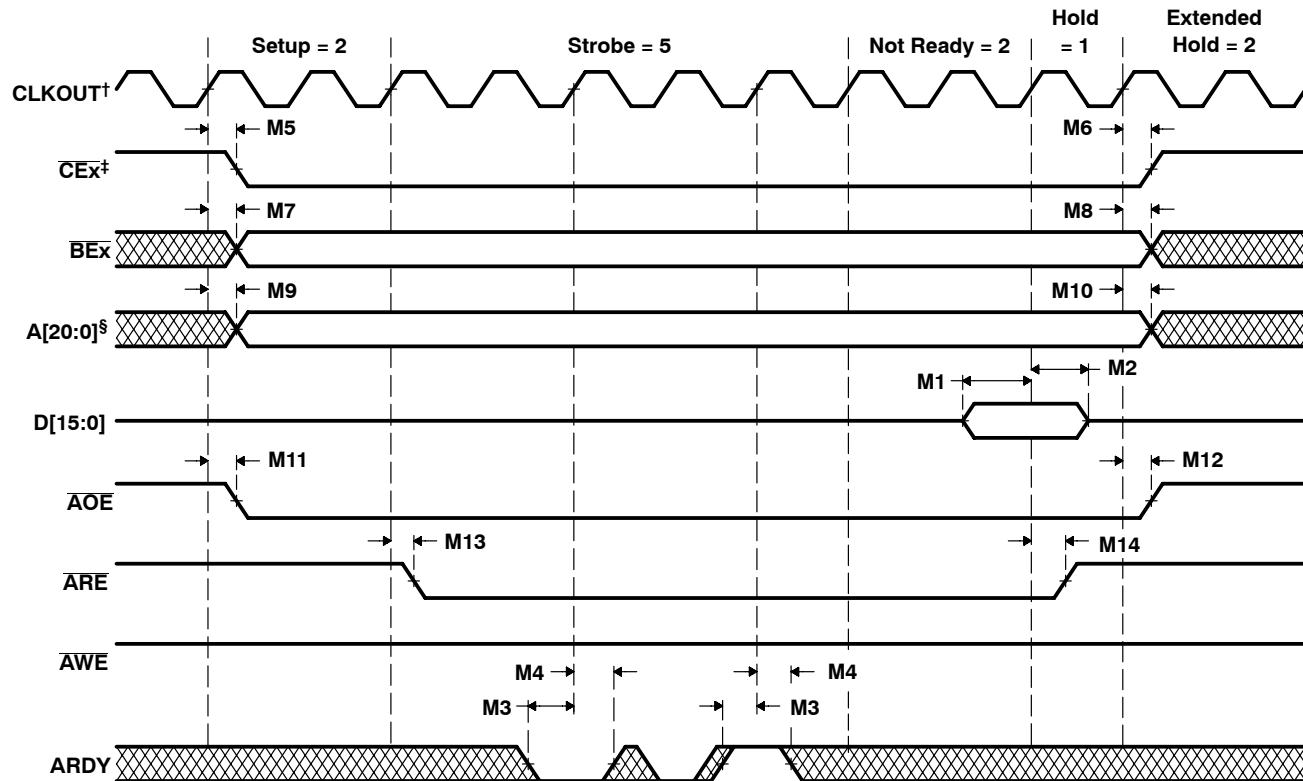 Setup = 2
Strobe = 5
Not Ready = 2
Hold
= 1
Extended
Hold = 2
CLKOUT†
M5
M6
CEx‡
M7
M8
BEx
M9
M10
A[20:0]§
M1
M2
D[15:0]
M11
M12
AOE
M13
M14
ARE
AWE
M4
M4
M3
M3
ARDY